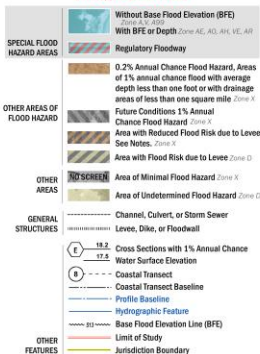 Without Base Flood Elevation (BFE)
Zone A,V, A99
With BFE or Depth Zone AE, AO, AH, VE, AR
SPECIAL FLOOD
HAZARD AREAS
Regulatory Floodway
0.2% Annual Chance Flood Hazard, Areas
of 1% annual chance flood with average
depth less than one foot or with drainage
areas of less than one square mile Zone X
Future Conditions 1% Annual
Chance Flood Hazard Zone X
OTHER AREAS OF
FLOOD HAZARD
Area with Reduced Flood Risk due to Levee
See Notes. Zone X
Area with Flood Risk due to Levee Zone D
NO SCREEN Area of Minimal Flood Hazard Zone X
OTHER
AREAS
Area of Undetermined Flood Hazard Zone D
GENERAL
STRUCTURES
Channel, Culvert, or Storm Sewer
Levee, Dike, or Floodwall
E 18.2 Cross Sections with 1% Annual Chance
17.5 Water Surface Elevation
8 Coastal Transect
Coastal Transect Baseline
Profile Baseline
Hydrographic Feature
513 Base Flood Elevation Line (BFE)
OTHER
FEATURES
Limit of Study
Jurisdiction Boundary